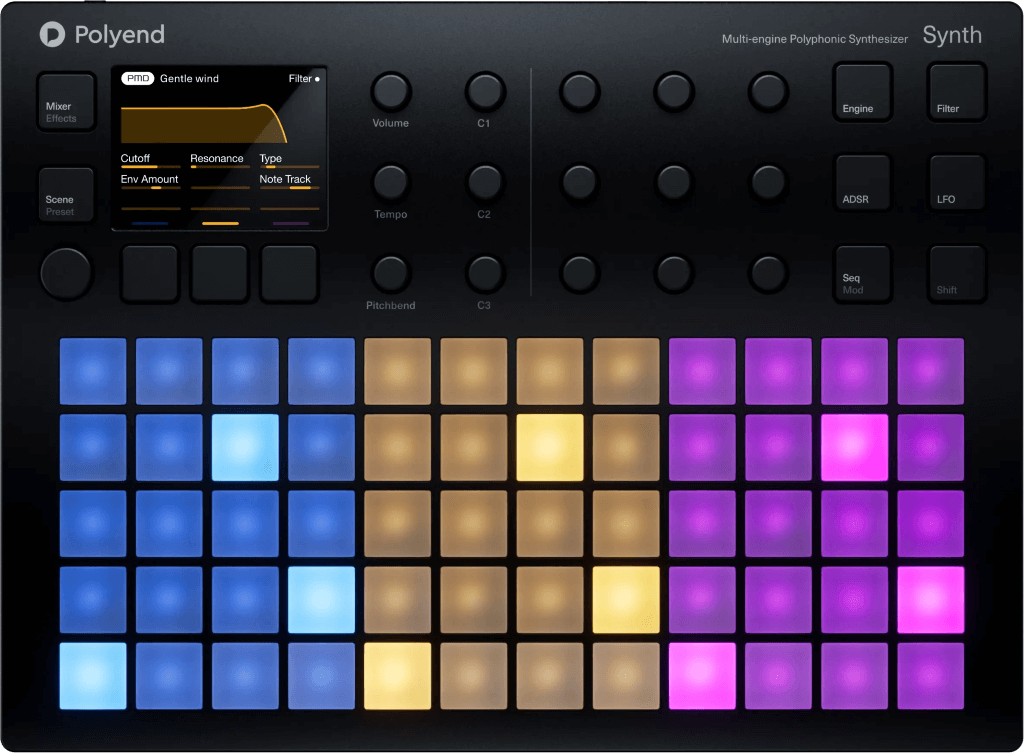 Polyend
Multi-engine Polyphonic Synthesizer Synth
Mixer
Effects
Scene
Preset
PMD Gentle wind Filter
Cutoff Resonance Type
Env Amount Note Track
Volume C1
Tempo C2
Pitchbend C3
Engine Filter
ADSR LFO
Seq
Mod
Shift